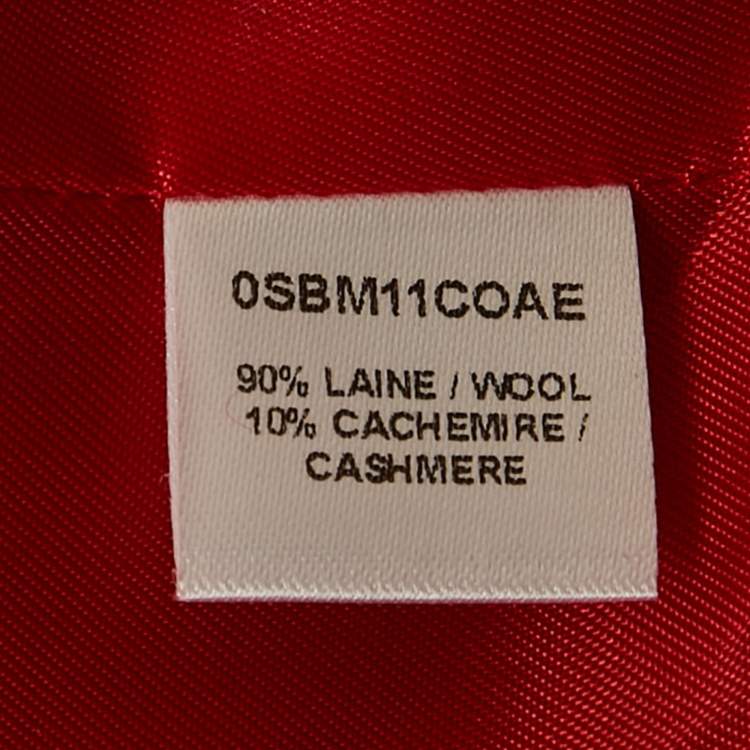 0SBM11COAE
90% LAINE / WOOL
10% CACHEMIRE /
CASHMERE